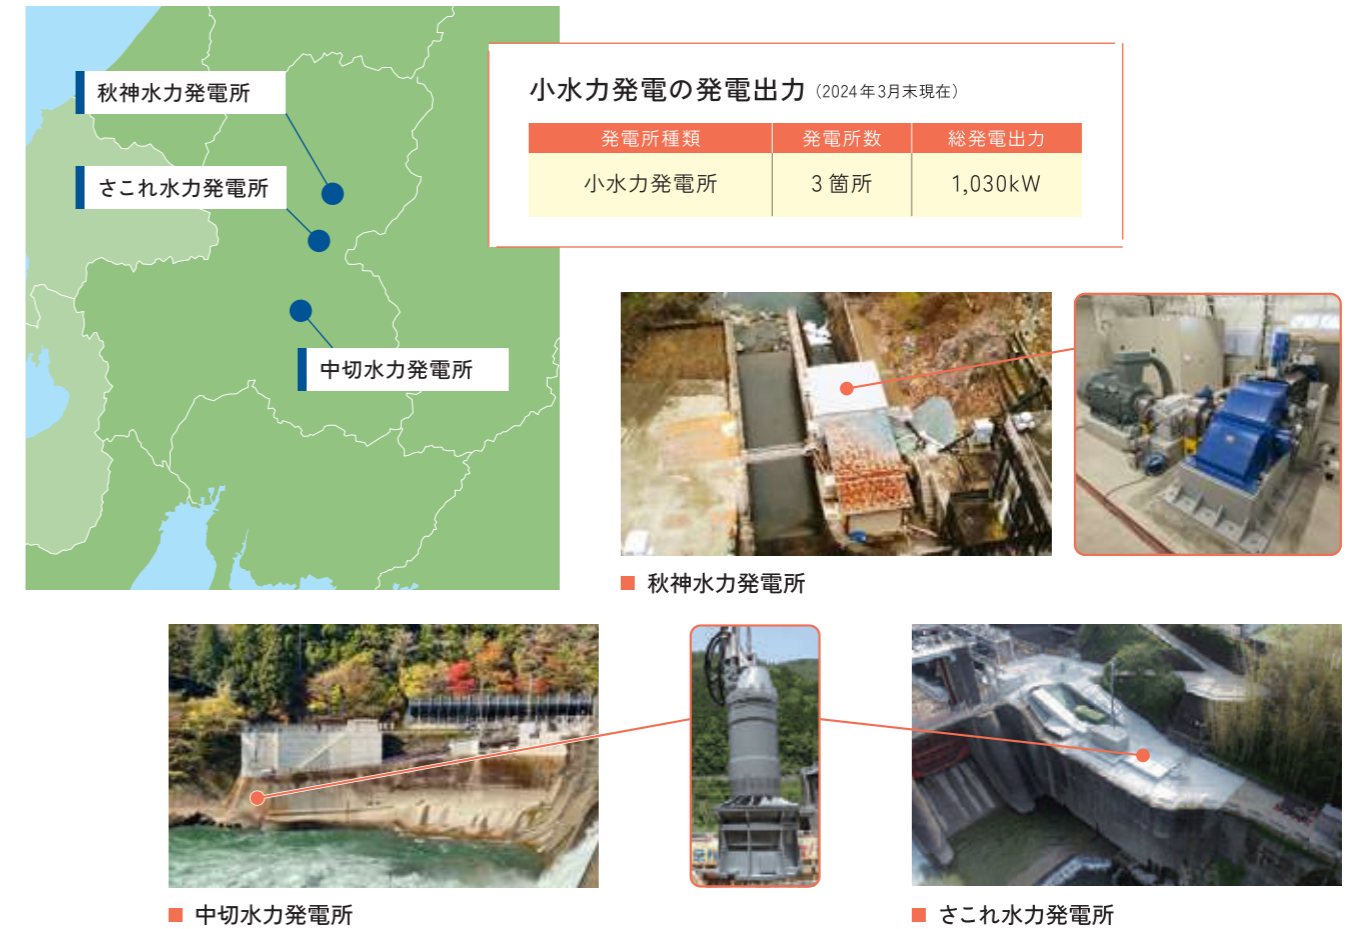 秋神水力発電所
さこれ水力発電所
中切水力発電所
小水力発電の発電出力（2024年3月末現在）
発電所種類 発電所数 総発電出力
小水力発電所 3箇所 1,030kW
■ 秋神水力発電所
■ 中切水力発電所
■ さこれ水力発電所